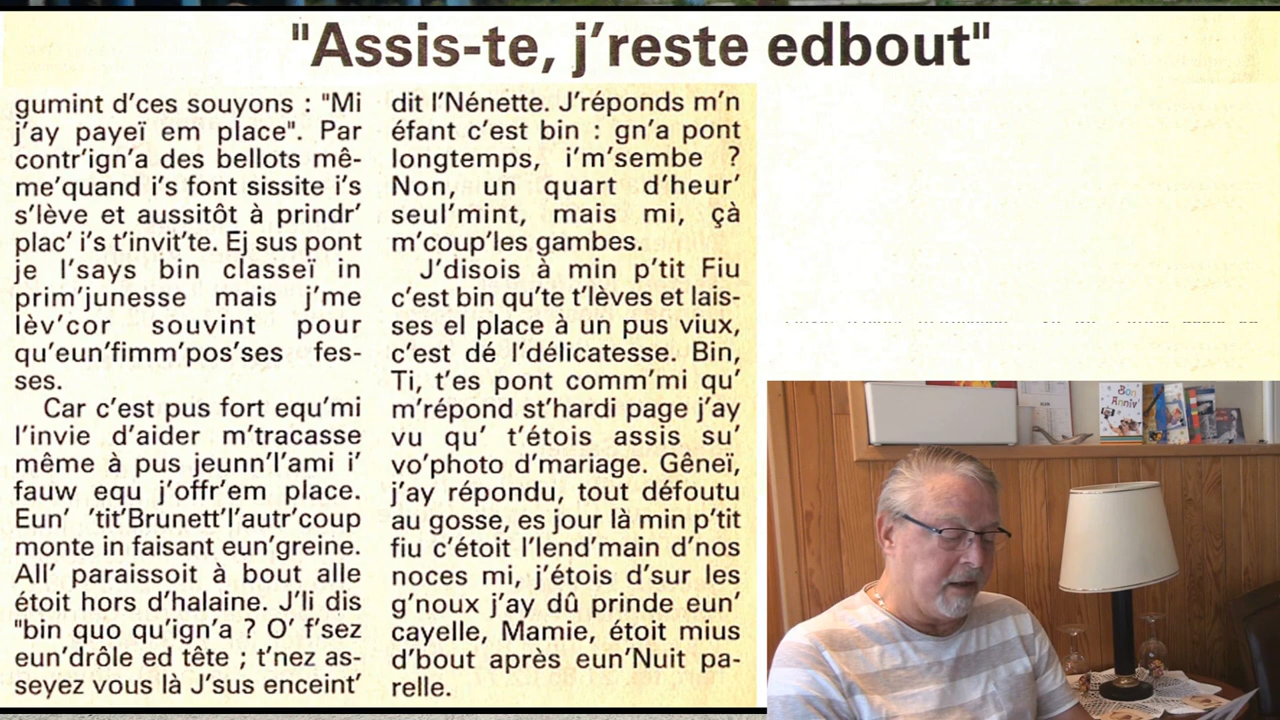 "Assis-te, j'reste edbout"
gumint d'ces souyons : "Mi
j'ay payeï em place". Par
contr'ign'a des bellots mê-
me'quand i's font sissite i's
s'lève et aussitôt à prindr'
plac' i's t'invit'te. Ej sus pont
je l'says bin classeï in
prim'junesse mais j'me
lèv'cor souvint pour
qu'eun'fimm'pos'ses fes-
ses.
Car c'est pus fort equ'mi
l'invie d'aider m'tracasse
même à pus jeunn'l'ami i'
fauw equ j'offr'em place.
Eun' 'tit'Brunett'l'autr'coup
monte in faisant eun'greine.
All' paraissoit à bout alle
étoit hors d'halaine. J'li dis
"bin quo qu'ign'a ? O' f'sez
eun'drôle ed tête ; t'nez as-
seyez vous là J'sus enceint'
dit l'Nénette. J'réponds m'n
éfant c'est bin : gn'a pont
longtemps, i'm'sembe ?
Non, un quart d'heur'
seul'mint, mais mi, çà
m'coup'les gambes.
J'disois à min p'tit Fiu
c'est bin qu'te t'lèves et lais-
ses el place à un pus viux,
c'est dé l'délicatesse. Bin,
Ti, t'es pont comm'mi qu'
m'répond st'hardi page j'ay
vu qu' t'étois assis su'
vo'photo d'mariage. Gêneï,
j'ay répondu, tout défoutu
au gosse, es jour là min p'tit
fiu c'étoit l'lend'main d'nos
noces mi, j'étois d'sur les
g'noux j'ay dû prinde eun'
cayelle, Mamie, étoit mius
d'bout après eun'Nuit pa-
relle.
Bon
Anniv'